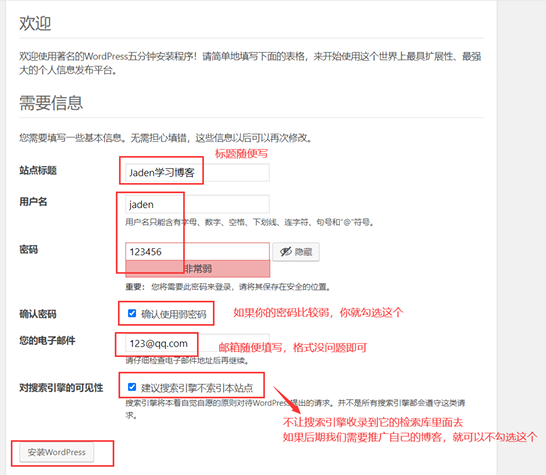 欢迎
欢迎使用著名的WordPress五分钟安装程序！请简单地填写下面的表格，来开始使用这个世界上最具扩展性、最强
大的个人信息发布平台。
需要信息
您需要填写一些基本信息。无需担心填错，这些信息以后可以再次修改。
标题随便写
站点标题
Jaden学习博客
用户名
jaden
用户名只能含有字母、数字、空格、下划线、连字符、句号和“@”符号。
密码
123456
隐藏
非常弱
重要：您将需要此密码来登录，请将其保存在安全的位置。
确认密码
确认使用弱密码
如果你的密码比较弱，你就勾选这个
您的电子邮件
123@qq.com
邮箱随便填写，格式没问题即可
请仔细检查电子邮件地址后再继续。
对搜索引擎的可见性
建议搜索引擎不索引本站点
搜索引擎将本着自觉自愿的原则对待WordPress提出的请求。并不是所有搜索引擎都会遵守这类请
求。
不让搜索引擎收录到它的检索库里面去
如果后期我们需要推广自己的博客，就可以不勾选这个
安装WordPress